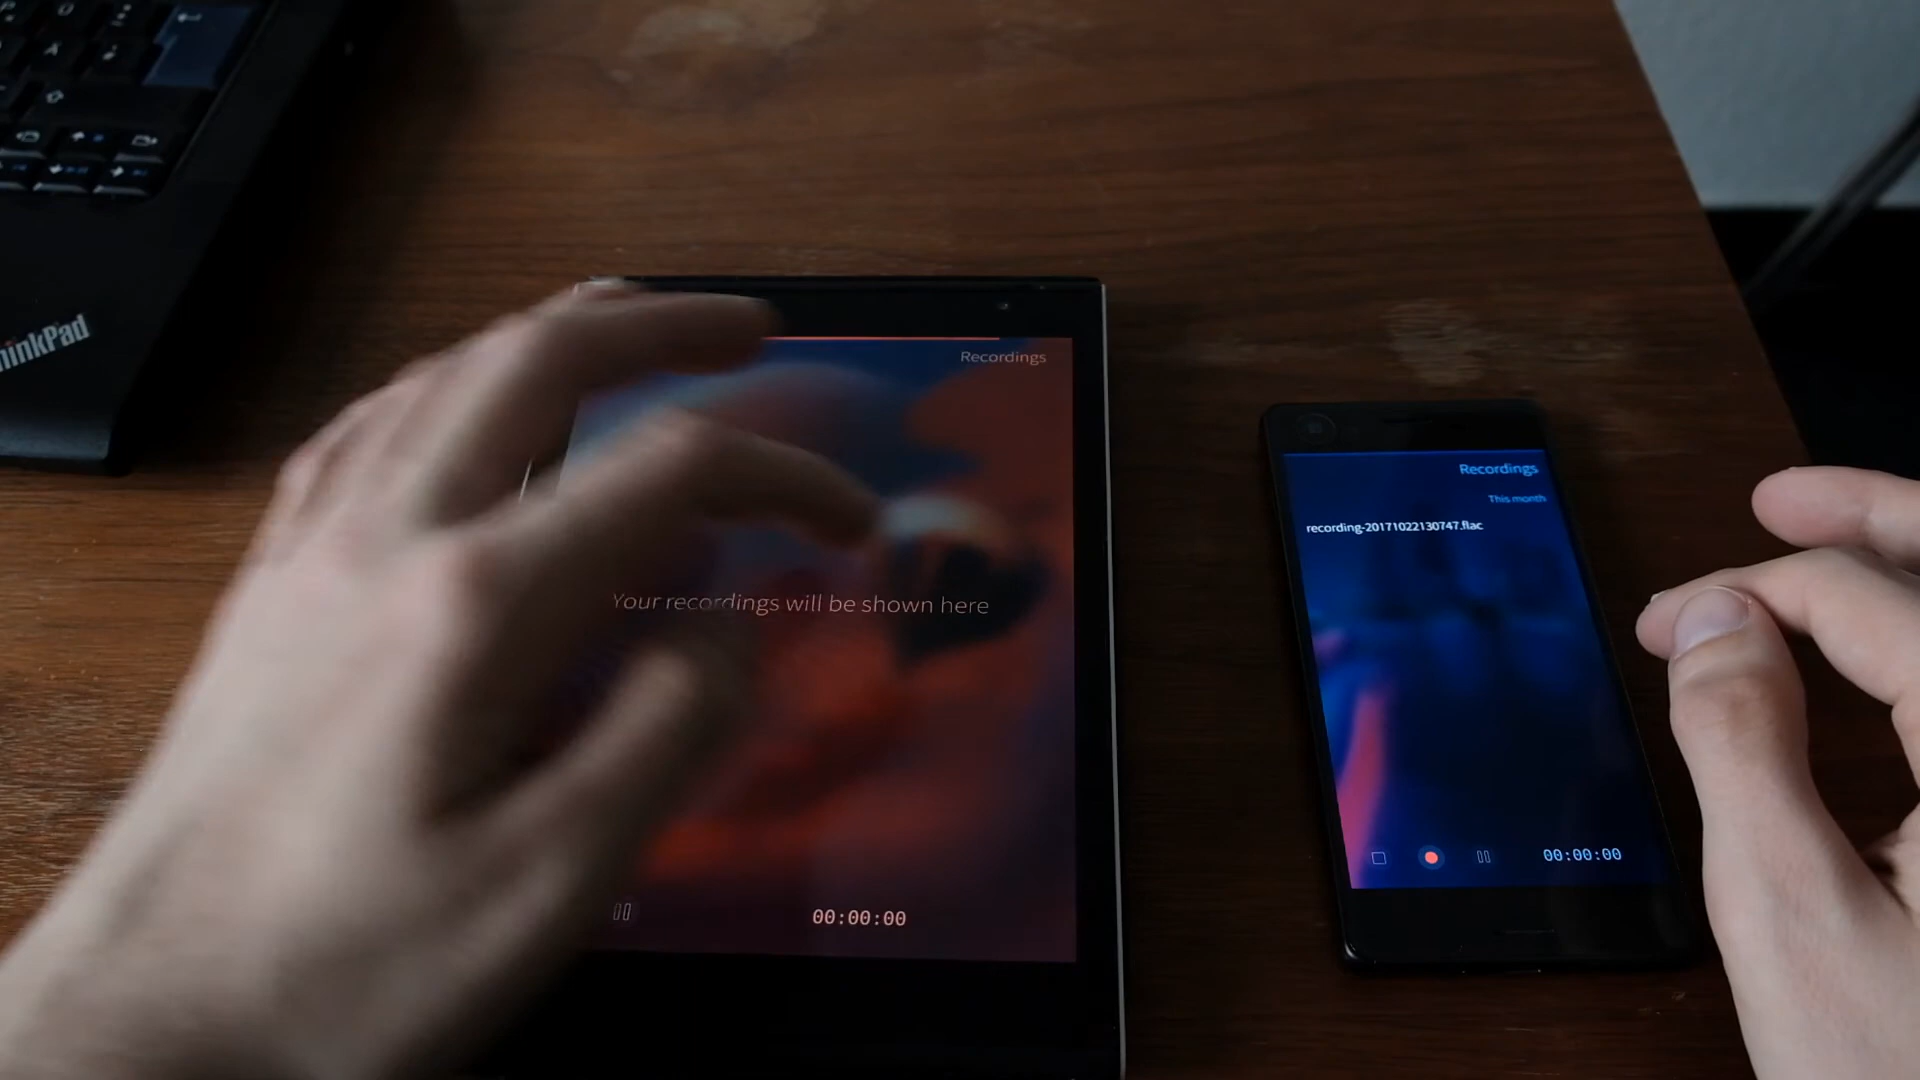 hinkPad
Recordings
Your recordings will be shown here
00:00:00
Recordings
This month
recording-20171022130747.flac
00:00:00